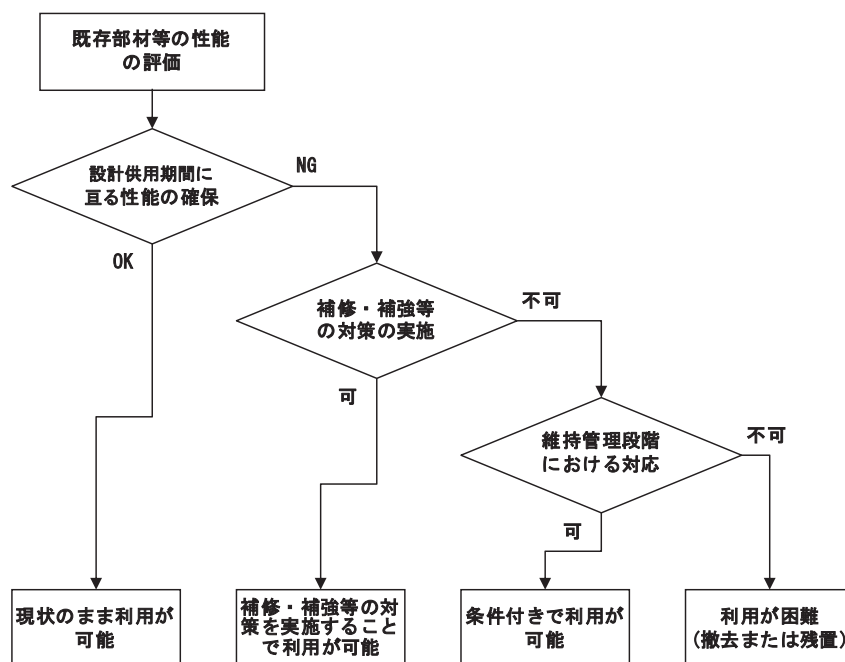 既存部材等の性能
の評価
設計供用期間に
亘る性能の確保
NG
OK
補修・補強等
の対策の実施
不可
可
維持管理段階
における対応
不可
可
現状のまま利用が
可能
補修・補強等の対
策を実施すること
で利用が可能
条件付きで利用が
可能
利用が困難
(撤去または残置)